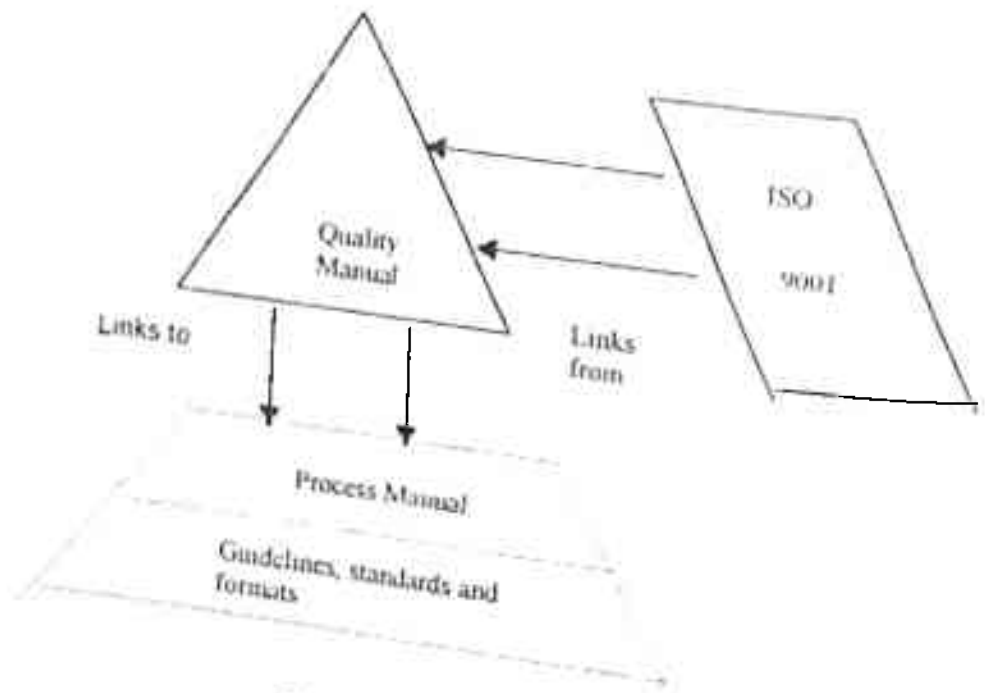 Quality
Manual
ISO
9001
Links to
Links
from
Process Manual
Guidelines, standards and
formats